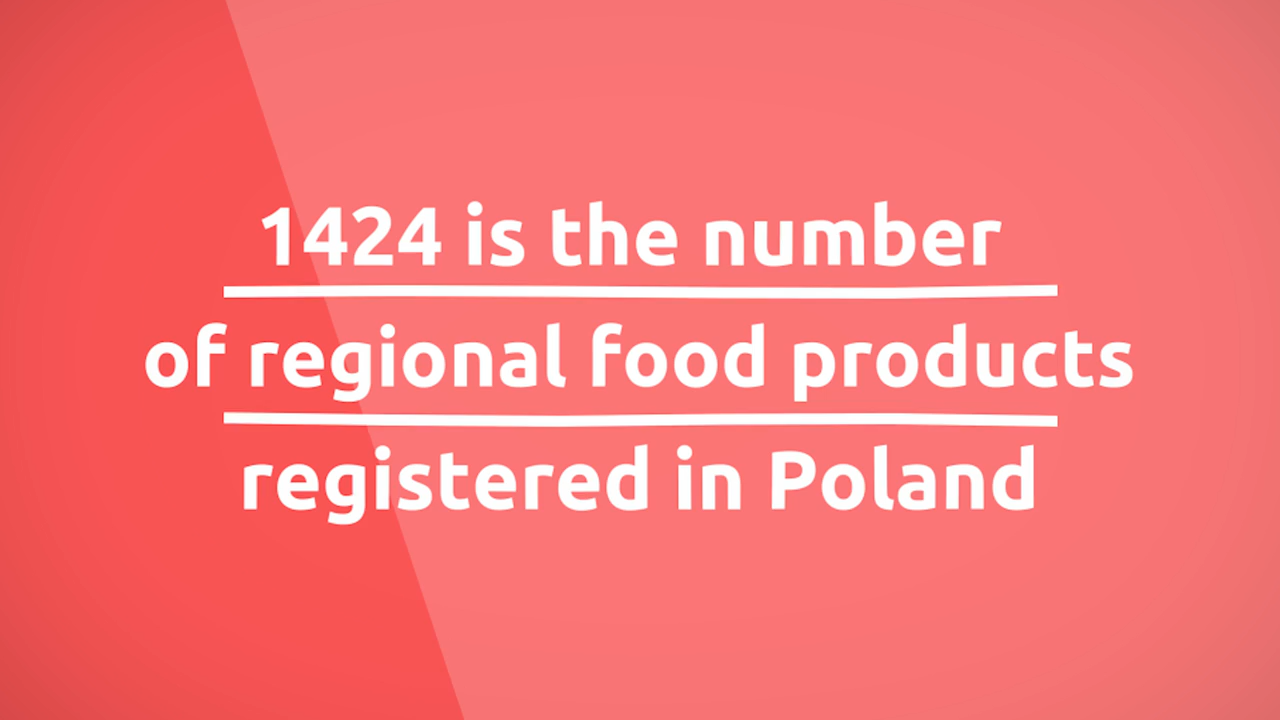 1424 is the number
of regional food products
registered in Poland